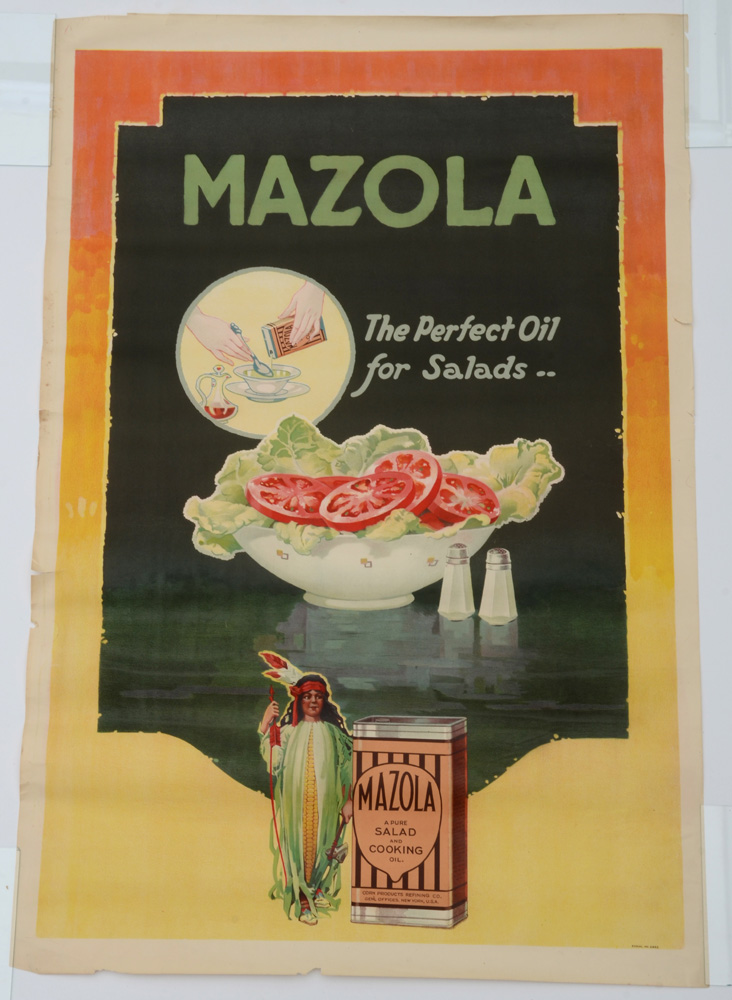 MAZOLA
The Perfect Oil
for Salads ..
MAZOLA
A PURE
SALAD
AND
COOKING
OIL.
CORN PRODUCTS REFINING CO.
GEN. OFFICES, NEW YORK, U.S.A.